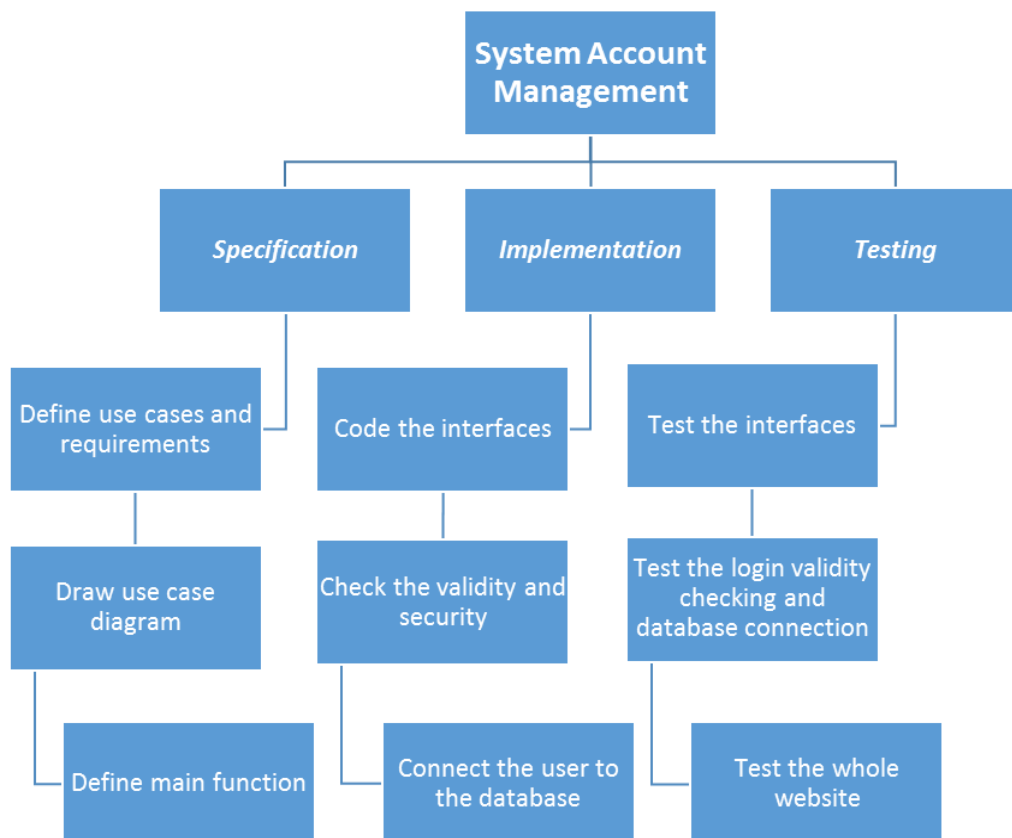 System Account
Management
Specification
Implementation
Testing
Define use cases and
requirements
Code the interfaces
Test the interfaces
Draw use case
diagram
Check the validity and
security
Test the login validity
checking and
database connection
Define main function
Connect the user to
the database
Test the whole
website